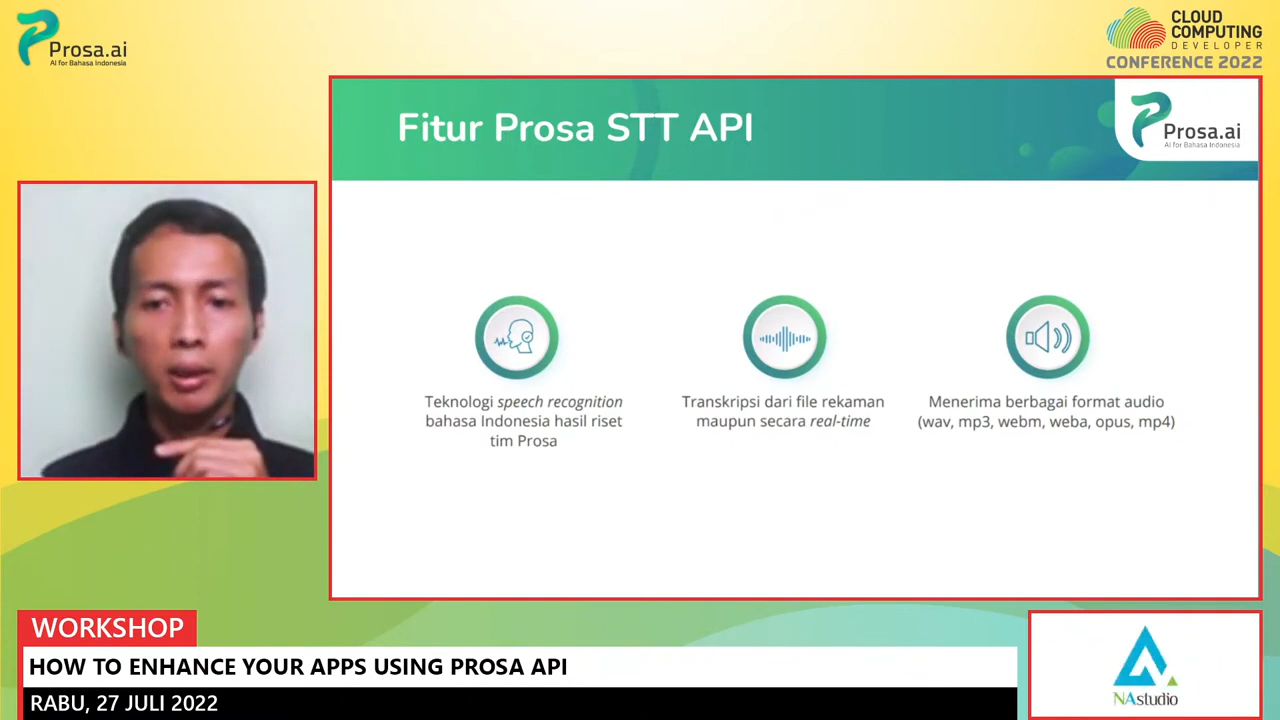 Prosa.ai
AI for Bahasa Indonesia
CLOUD
COMPUTING
DEVELOPER
CONFERENCE 2022
Fitur Prosa STT API
Prosa.ai
AI for Bahasa Indonesia
Teknologi speech recognition
bahasa Indonesia hasil riset
tim Prosa
Transkripsi dari file rekaman
maupun secara real-time
Menerima berbagai format audio
(wav, mp3, webm, weba, opus, mp4)
WORKSHOP
HOW TO ENHANCE YOUR APPS USING PROSA API
RABU, 27 JULI 2022
NAstudio